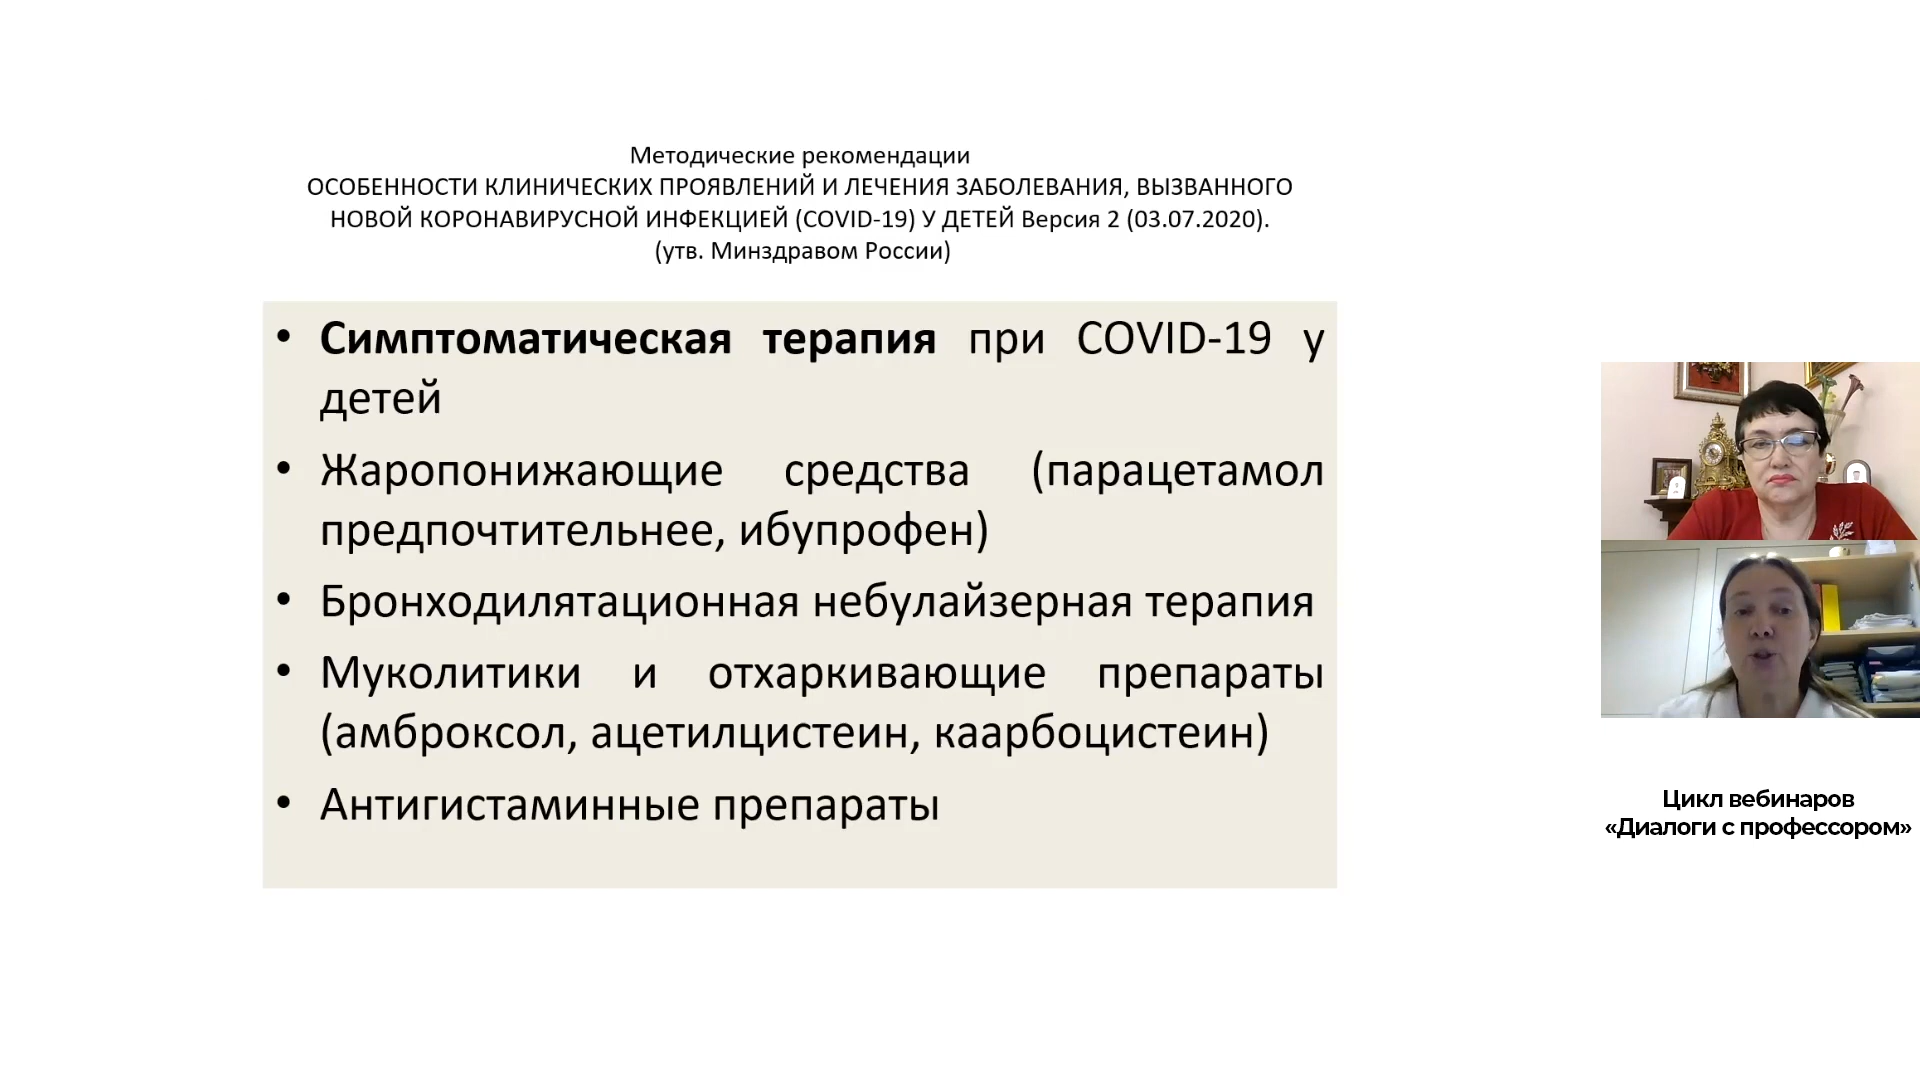 Методические рекомендации
ОСОБЕННОСТИ КЛИНИЧЕСКИХ ПРОЯВЛЕНИЙ И ЛЕЧЕНИЯ ЗАБОЛЕВАНИЯ, ВЫЗВАННОГО
НОВОЙ КОРОНАВИРУСНОЙ ИНФЕКЦИЕЙ (COVID-19) У ДЕТЕЙ Версия 2 (03.07.2020).
(утв. Минздравом России)
• Симптоматическая терапия при COVID-19 у
детей
• Жаропонижающие средства (парацетамол
предпочтительнее, ибупрофен)
• Бронходилятационная небулайзерная терапия
• Муколитики и отхаркивающие препараты
(амброксол, ацетилцистеин, каарбоцистеин)
• Антигистаминные препараты
Цикл вебинаров
«Диалоги с профессором»